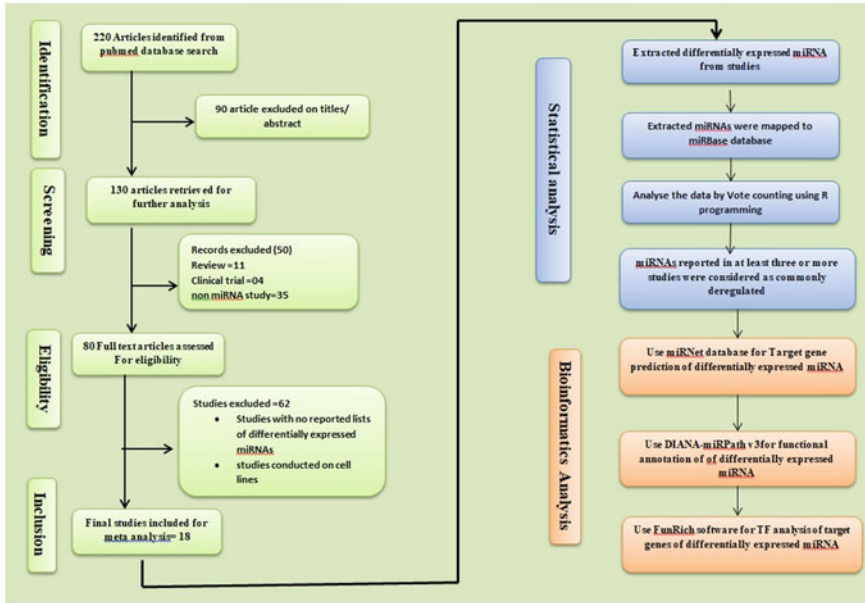 Identification
220 Articles identified from
pubmed database search
90 article excluded on titles/
abstract
Screening
130 articles retrieved for
further analysis
Records excluded (50)
Review =11
Clinical trial =04
non miRNA study=35
Eligibility
80 Full text articles assessed
For eligibility
Studies excluded =62
• Studies with no reported lists
of differentially expressed
miRNAs
• studies conducted on cell
lines
Inclusion
Final studies included for
meta analysis= 18
Statistical analysis
Extracted differentially expressed miRNA
from studies
Extracted miRNAs were mapped to
miRBase database
Analyse the data by Vote counting using R
programming
miRNAs reported in at least three or more
studies were considered as commonly
deregulated
Bioinformatics Analysis
Use miRNet database for Target gene
prediction of differentially expressed miRNA
Use DIANA-miRPath v3for functional
annotation of of differentially expressed
miRNA
Use FunRich software for TF analysis of target
genes of differentially expressed miRNA